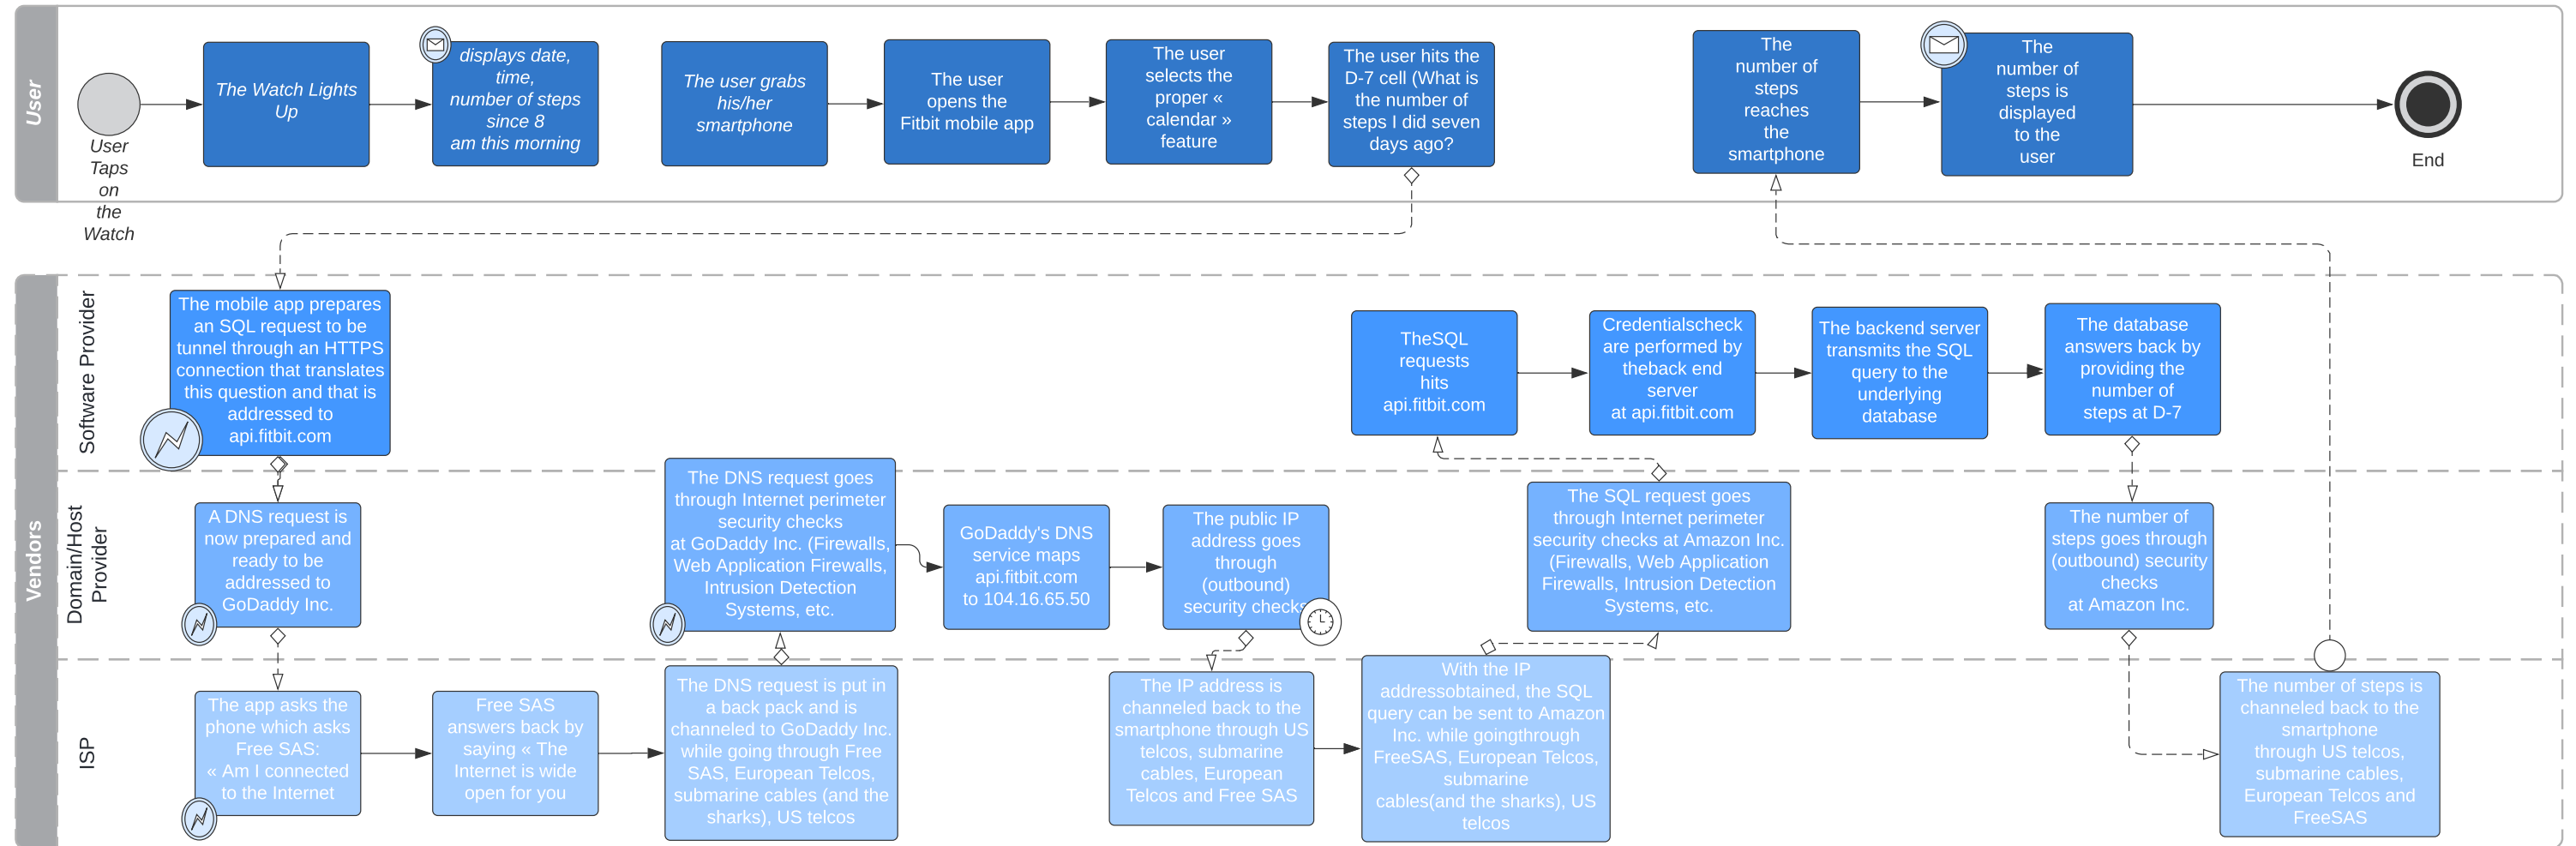 User
User
Taps
on
the
Watch
The Watch Lights
Up
displays date,
time,
number of steps
since 8
am this morning
The user grabs
his/her
smartphone
The user
opens the
Fitbit mobile app
The user
selects the
proper «
calendar »
feature
The user hits the
D-7 cell (What is
the number of
steps I did seven
days ago?
The
number of
steps
reaches
the
smartphone
The
number of
steps is
displayed
to the
user
End
Vendors
Software Provider
The mobile app prepares
an SQL request to be
tunnel through an HTTPS
connection that translates
this question and that is
addressed to
api.fitbit.com
TheSQL
requests
hits
api.fitbit.com
Credentialscheck
are performed by
theback end
server
at api.fitbit.com
The backend server
transmits the SQL
query to the
underlying
database
The database
answers back by
providing the
number of
steps at D-7
Domain/Host
Provider
A DNS request is
now prepared and
ready to be
addressed to
GoDaddy Inc.
The DNS request goes
through Internet perimeter
security checks
at GoDaddy Inc. (Firewalls,
Web Application Firewalls,
Intrusion Detection
Systems, etc.
GoDaddy's DNS
service maps
api.fitbit.com
to 104.16.65.50
The public IP
address goes
through
(outbound)
security checks
The SQL request goes
through Internet perimeter
security checks at Amazon Inc.
(Firewalls, Web Application
Firewalls, Intrusion Detection
Systems, etc.
The number of
steps goes through
(outbound) security
checks
at Amazon Inc.
ISP
The app asks the
phone which asks
Free SAS:
« Am I connected
to the Internet
Free SAS
answers back by
saying « The
Internet is wide
open for you
The DNS request is put in
a back pack and is
channeled to GoDaddy Inc.
while going through Free
SAS, European Telcos,
submarine cables (and the
sharks), US telcos
The IP address is
channeled back to the
smartphone through US
telcos, submarine
cables, European
Telcos and Free SAS
With the IP
addressobtained, the SQL
query can be sent to Amazon
Inc. while goingthrough
FreeSAS, European Telcos,
submarine
cables(and the sharks), US
telcos
The number of steps is
channeled back to the
smartphone
through US telcos,
submarine cables,
European Telcos and
FreeSAS